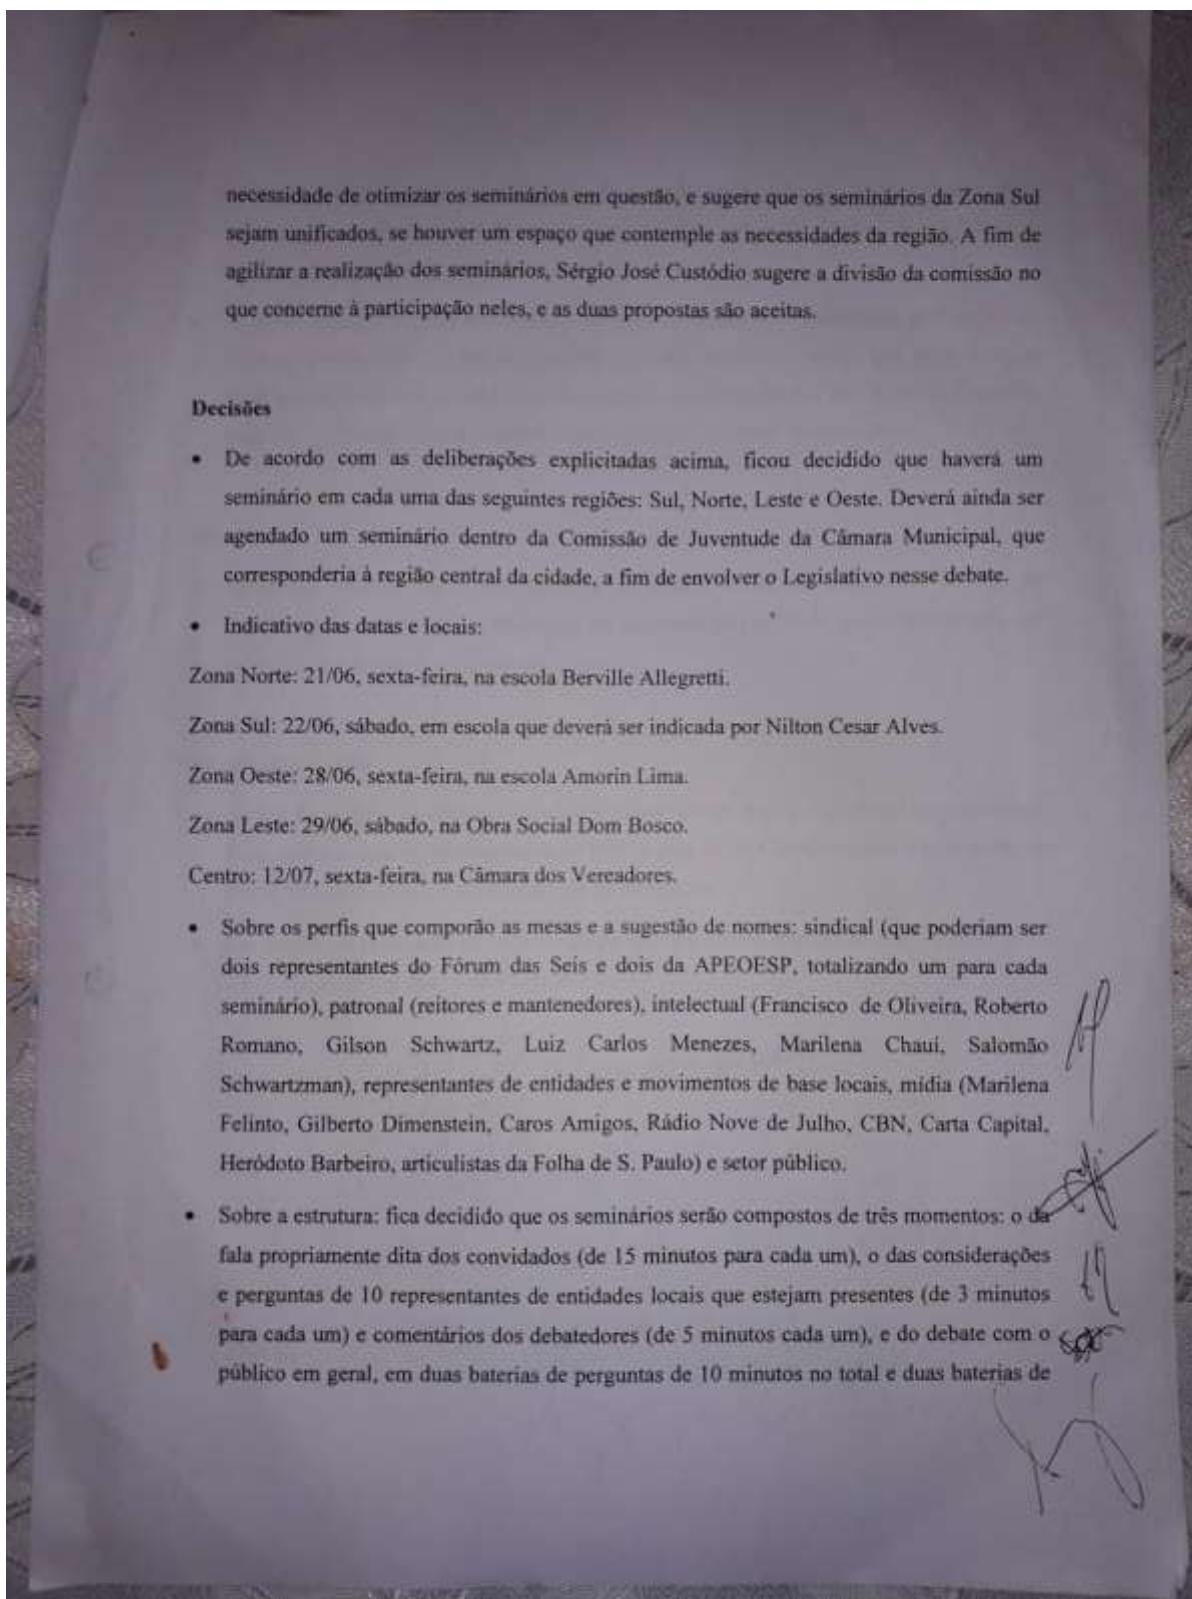 necessidade de otimizar os seminários em questão, e sugere que os seminários da Zona Sul
sejam unificados, se houver um espaço que contemple as necessidades da região. A fim de
agilizar a realização dos seminários, Sérgio José Custódio sugere a divisão da comissão no
que concerne à participação neles, e as duas propostas são aceitas.
Decisões
• De acordo com as deliberações explicitadas acima, ficou decidido que haverá um
seminário em cada uma das seguintes regiões: Sul, Norte, Leste e Oeste. Deverá ainda ser
agendado um seminário dentro da Comissão de Juventude da Câmara Municipal, que
corresponderia à região central da cidade, a fim de envolver o Legislativo nesse debate.
• Indicativo das datas e locais:
Zona Norte: 21/06, sexta-feira, na escola Berville Allegretti.
Zona Sul: 22/06, sábado, em escola que deverá ser indicada por Nilton Cesar Alves.
Zona Oeste: 28/06, sexta-feira, na escola Amorin Lima.
Zona Leste: 29/06, sábado, na Obra Social Dom Bosco.
Centro: 12/07, sexta-feira, na Câmara dos Vereadores.
• Sobre os perfis que comporão as mesas e a sugestão de nomes: sindical (que poderiam ser
dois representantes do Fórum das Seis e dois da APEOESP, totalizando um para cada
seminário), patronal (reitores e mantenedores), intelectual (Francisco de Oliveira, Roberto
Romano, Gilson Schwartz, Luiz Carlos Menezes, Marilena Chauí, Salomão
Schwartzman), representantes de entidades e movimentos de base locais, mídia (Marilena
Felinto, Gilberto Dimenstein, Caros Amigos, Rádio Nove de Julho, CBN, Carta Capital,
Heródoto Barbeiro, articulistas da Folha de S. Paulo) e setor público.
• Sobre a estrutura: fica decidido que os seminários serão compostos de três momentos: o da
fala propriamente dita dos convidados (de 15 minutos para cada um), o das considerações
e perguntas de 10 representantes de entidades locais que estejam presentes (de 3 minutos
para cada um) e comentários dos debatedores (de 5 minutos cada um), e do debate com o
público em geral, em duas baterias de perguntas de 10 minutos no total e duas baterias de